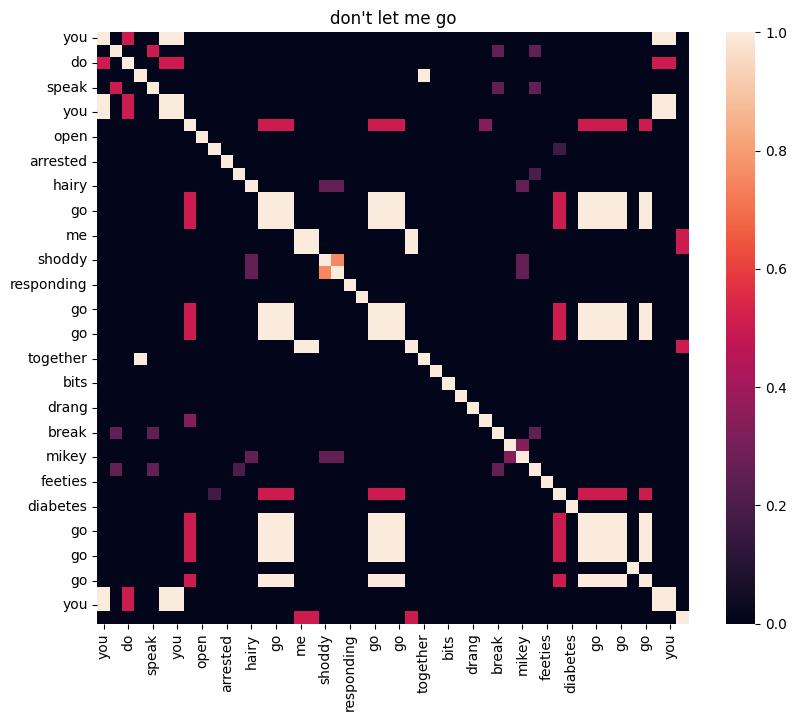 don't let me go
you
do
speak
you
open
arrested
hairy
go
me
shoddy
responding
go
go
together
bits
drang
break
mikey
feeties
diabetes
go
go
go
you
1.0
0.8
0.6
0.4
0.2
0.0
you
do
speak
you
open
arrested
hairy
go
me
shoddy
responding
go
go
together
bits
drang
break
mikey
feeties
diabetes
go
go
go
you